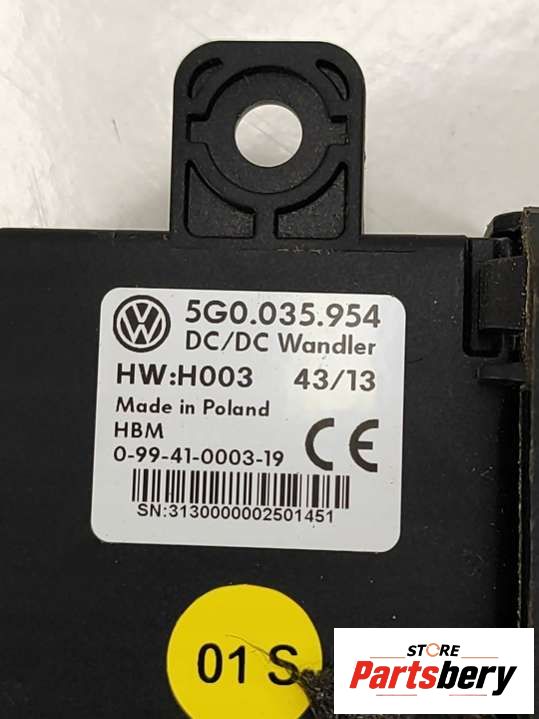 5G0.035.954
DC/DC Wandler
HW:H003 43/13
Made in Poland
HBM
0-99-41-0003-19
CE
SN:3130000002501451
01 S
STORE
Partsbery